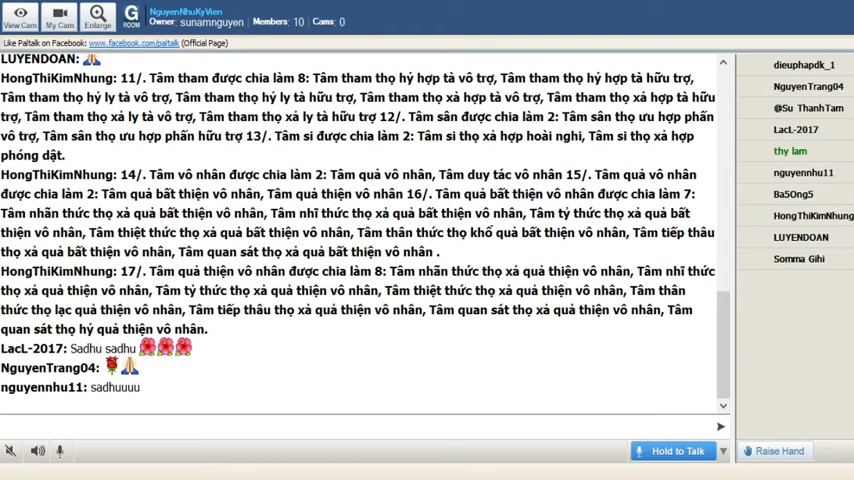 NguyenNhuKyVien
Owner: sunamnguyen Members: 10 Cams: 0
View Cam My Cam Enlarge G ROOM
Like Paltalk on Facebook: www.facebook.com/paltalk (Official Page)
LUYENDOAN:
HongThiKimNhung: 11/. Tâm tham được chia làm 8: Tâm tham thọ hỷ hợp tà vô trợ, Tâm tham thọ hỷ hợp tà hữu trợ,
Tâm tham thọ hỷ ly tà vô trợ, Tâm tham thọ hỷ ly tà hữu trợ, Tâm tham thọ xả hợp tà vô trợ, Tâm tham thọ xả hợp tà hữu
trợ, Tâm tham thọ xả ly tà vô trợ, Tâm tham thọ xả ly tà hữu trợ 12/. Tâm sân được chia làm 2: Tâm sân thọ ưu hợp phấn
vô trợ, Tâm sân thọ ưu hợp phấn hữu trợ 13/. Tâm si được chia làm 2: Tâm si thọ xả hợp hoài nghi, Tâm si thọ xả hợp
phóng dật.
HongThiKimNhung: 14/. Tâm vô nhân được chia làm 2: Tâm quả vô nhân, Tâm duy tác vô nhân 15/. Tâm quả vô nhân
được chia làm 2: Tâm quả bất thiện vô nhân, Tâm quả thiện vô nhân 16/. Tâm quả bất thiện vô nhân được chia làm 7:
Tâm nhãn thức thọ xả quả bất thiện vô nhân, Tâm nhĩ thức thọ xả quả bất thiện vô nhân, Tâm tỷ thức thọ xả quả bất
thiện vô nhân, Tâm thiệt thức thọ xả quả bất thiện vô nhân, Tâm thân thức thọ khổ quả bất thiện vô nhân, Tâm tiếp thâu
thọ xả quả bất thiện vô nhân, Tâm quan sát thọ xả quả bất thiện vô nhân .
HongThiKimNhung: 17/. Tâm quả thiện vô nhân được chia làm 8: Tâm nhãn thức thọ xả quả thiện vô nhân, Tâm nhĩ thức
thọ xả quả thiện vô nhân, Tâm tỷ thức thọ xả quả thiện vô nhân, Tâm thiệt thức thọ xả quả thiện vô nhân, Tâm thân
thức thọ lạc quả thiện vô nhân, Tâm tiếp thâu thọ xả quả thiện vô nhân, Tâm quan sát thọ xả quả thiện vô nhân, Tâm
quan sát thọ hỷ quả thiện vô nhân.
LacL-2017: Sadhu sadhu
NguyenTrang04:
nguyennhu11: sadhuuuu
Hold to Talk
dieuphapdk_1
NguyenTrang04
@Su ThanhTam
LacL-2017
thy lam
nguyennhu11
Ba5Ong5
HongThiKimNhung
LUYENDOAN
Somma Gihi
Raise Hand